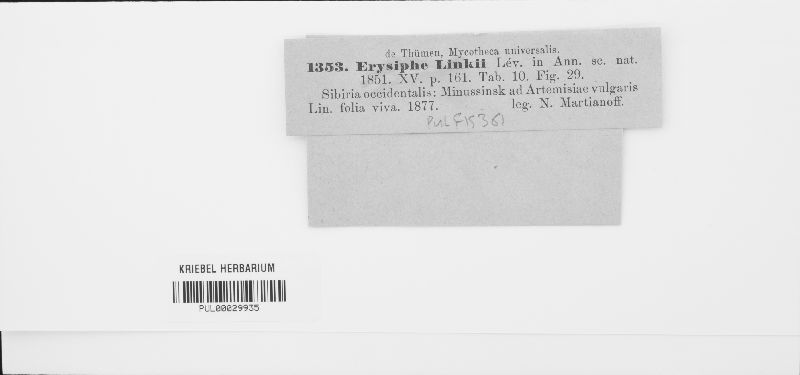 de Thümen, Mycotheca universalis.
1353. Erysiphe Linkii Lév. in Ann. sc. nat.
1851. XV. p. 161. Tab. 10. Fig. 29.
Sibiria occidentalis: Minussinsk ad Artemisiae vulgaris
Lin. folia viva. 1877. leg. N. Martianoff.
PUL F15361
KRIEBEL HERBARIUM
PUL00029935